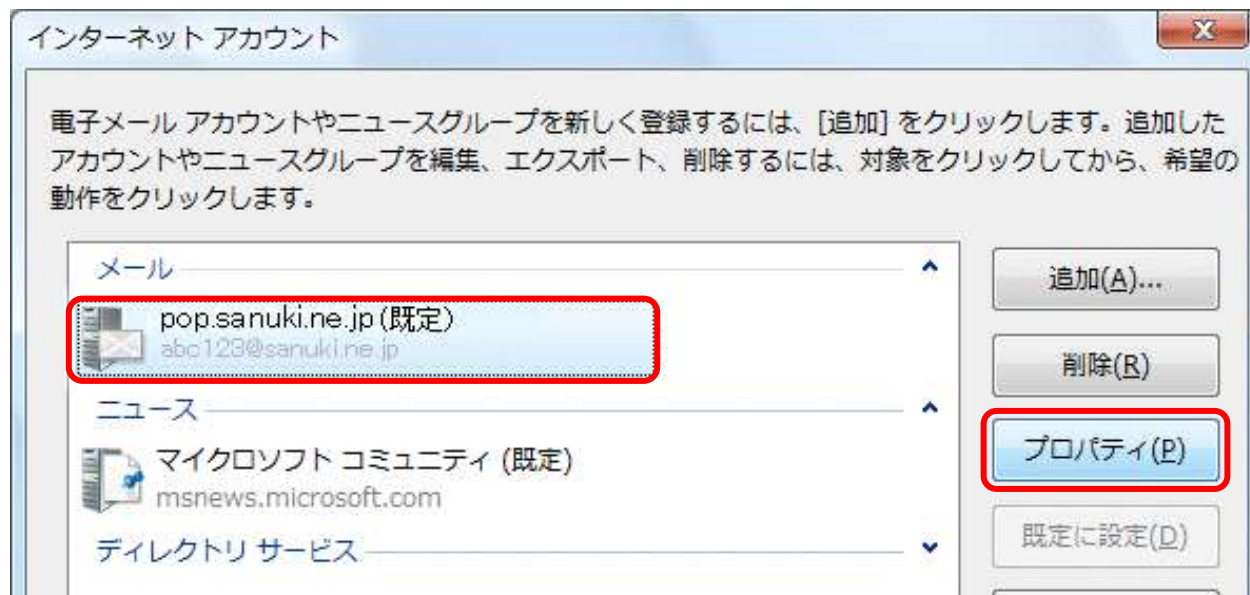 インターネット アカウント
電子メール アカウントやニュースグループを新しく登録するには、[追加] をクリックします。追加した
アカウントやニュースグループを編集、エクスポート、削除するには、対象をクリックしてから、希望の
動作をクリックします。
メール
pop.sanuki.ne.jp(既定)
abc123@sanuki.ne.jp
ニュース
マイクロソフト コミュニティ (既定)
msnews.microsoft.com
ディレクトリ サービス
追加(A)...
削除(R)
プロパティ(P)
既定に設定(D)